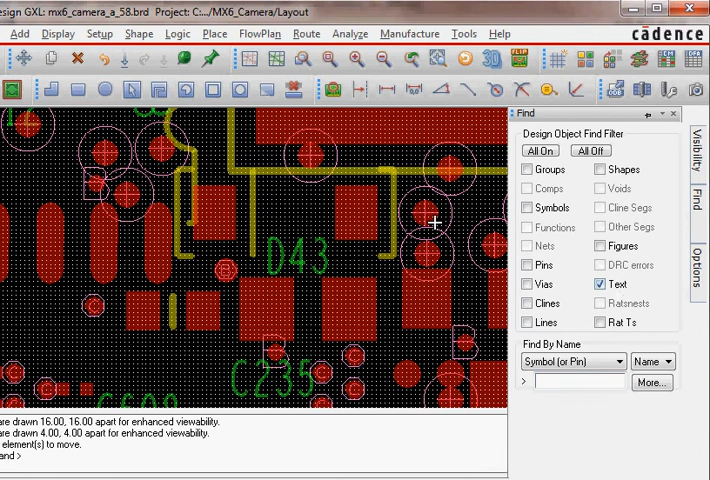 esign GXL: mx6_camera_a_58.brd Project: C:/.../MX6_Camera/Layout
Add Display Setup Shape Logic Place FlowPlan Route Analyze Manufacture Tools Help
cādence
3D
FLIP
Find
Design Object Find Filter
All On All Off
Groups Shapes
Comps Voids
Symbols Cline Segs
Functions Other Segs
Nets Figures
Pins DRC errors
Vias Text
Clines Ratsnests
Lines Rat Ts
Find By Name
Symbol (or Pin) Name
> More...
Visibility
Find
Options
D43
B
C235
are drawn 16.00, 16.00 apart for enhanced viewability.
are drawn 4.00, 4.00 apart for enhanced viewability.
element(s) to move.
and >